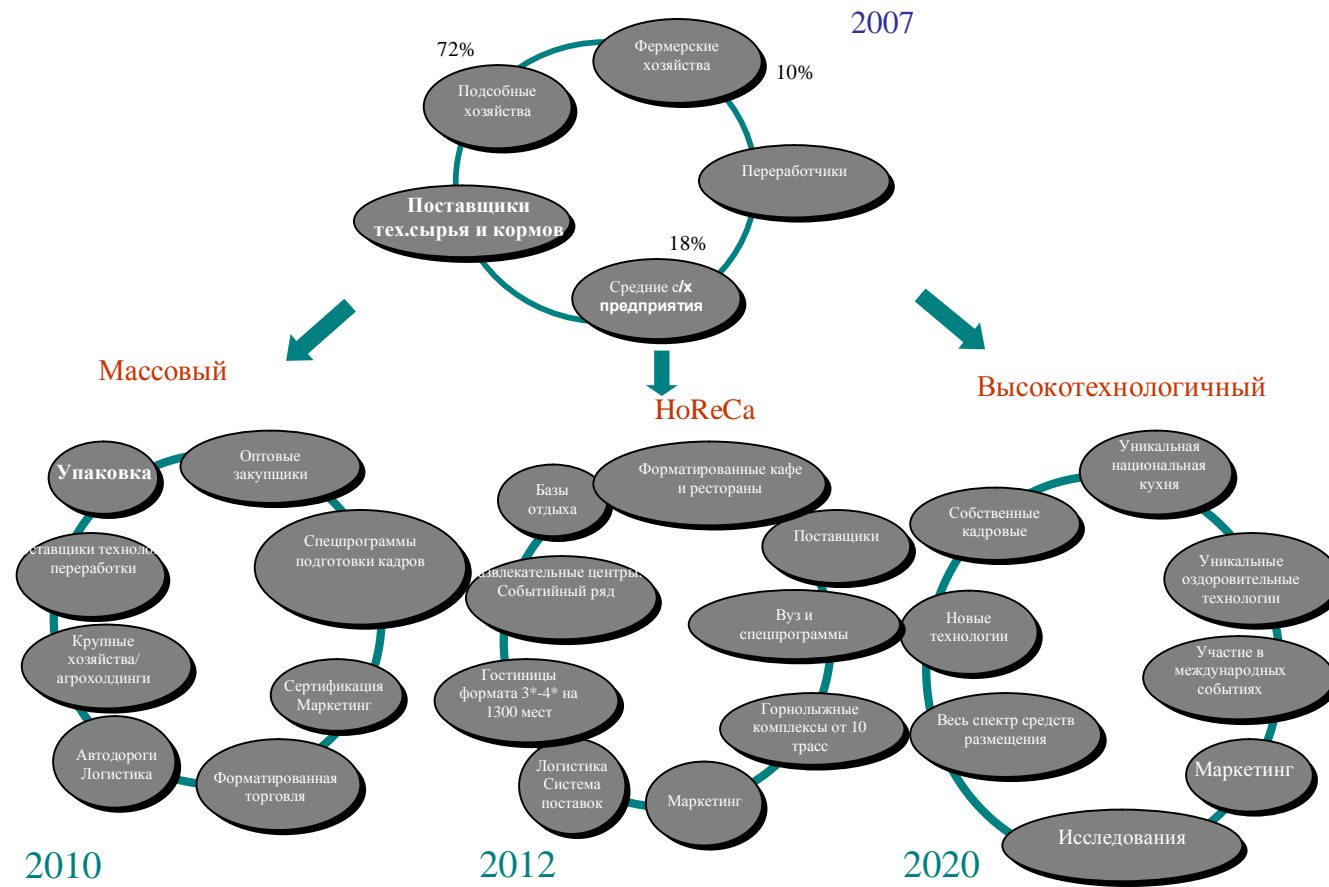 2007
72%
Фермерские
хозяйства
10%
Подсобные
хозяйства
Переработчики
Поставщики
тех.сырья и кормов
18%
Средние с/х
предприятия
Массовый
HoReCa
Высокотехнологичный
Упаковка
Оптовые
закупщики
Спецпрограммы
подготовки кадров
ставщики техноло
переработки
Крупные
хозяйства/
агрохолдинги
Сертификация
Маркетинг
Автодороги
Логистика
Форматированная
торговля
2010
Форматированные кафе
и рестораны
Базы
отдыха
Поставщики
азвлекательные центры.
Событийный ряд
Вуз и
спецпрограммы
Гостиницы
формата 3*-4* на
1300 мест
Горнолыжные
комплексы от 10
трасс
Логистика
Система
поставок
Маркетинг
2012
Уникальная
национальная
кухня
Собственные
кадровые
Уникальные
оздоровительные
технологии
Новые
технологии
Участие в
международных
событиях
Весь спектр средств
размещения
Маркетинг
Исследования
2020